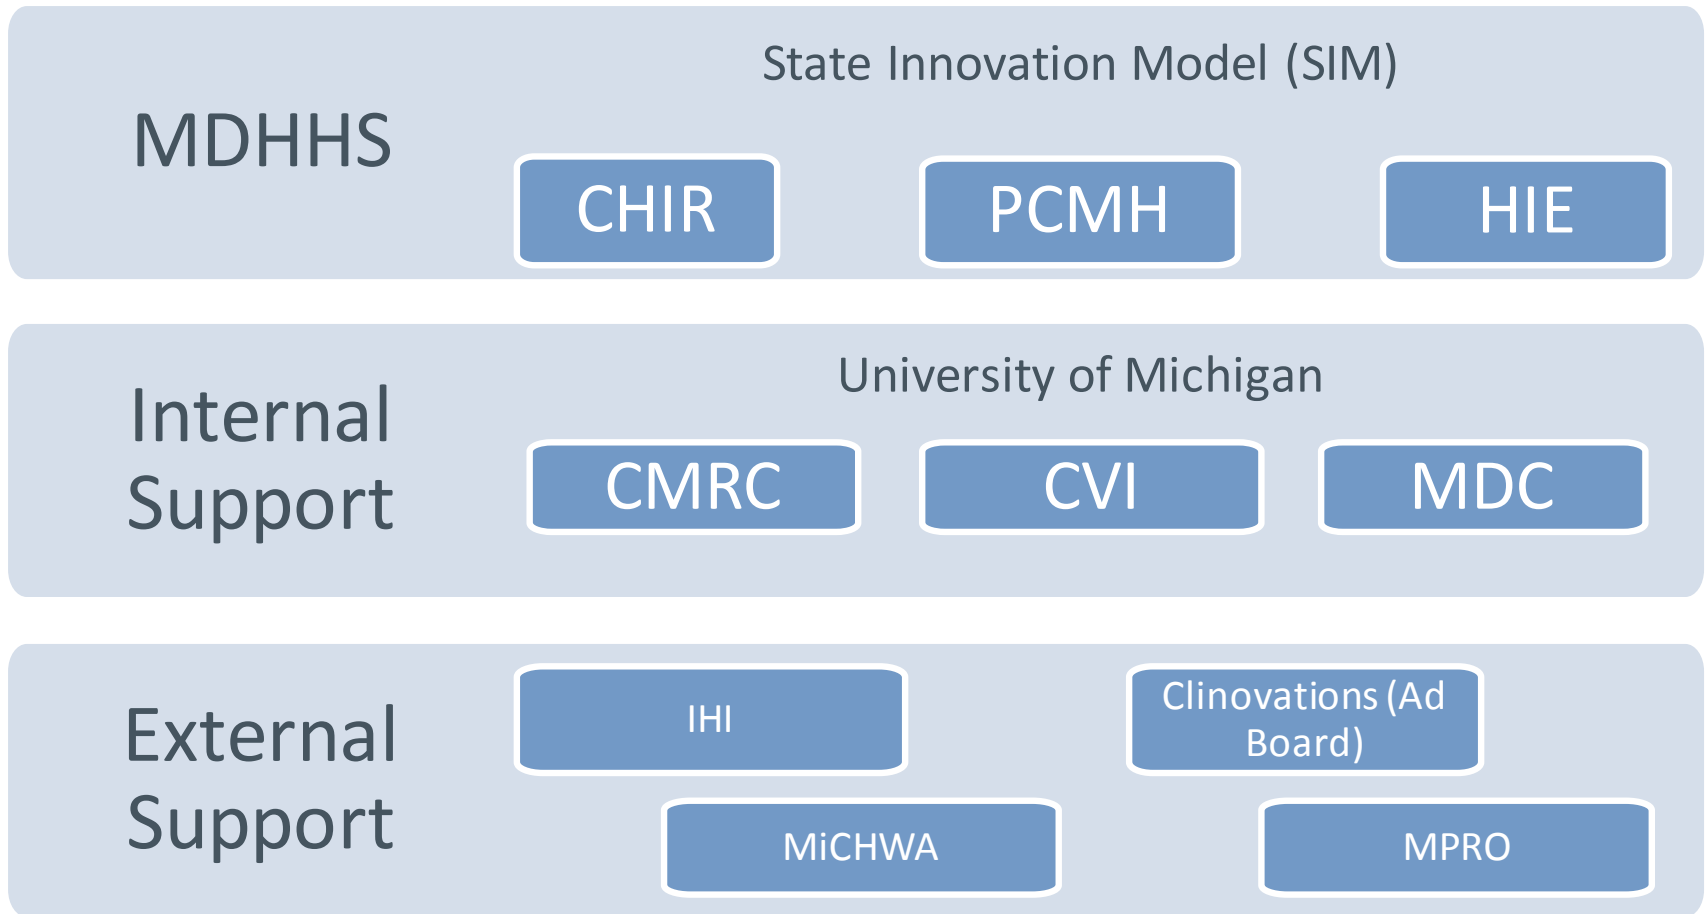 MDHHS
State Innovation Model (SIM)
CHIR
PCMH
HIE
Internal
Support
University of Michigan
CMRC
CVI
MDC
External
Support
IHI
Clinovations (Ad
Board)
MiCHWA
MPRO